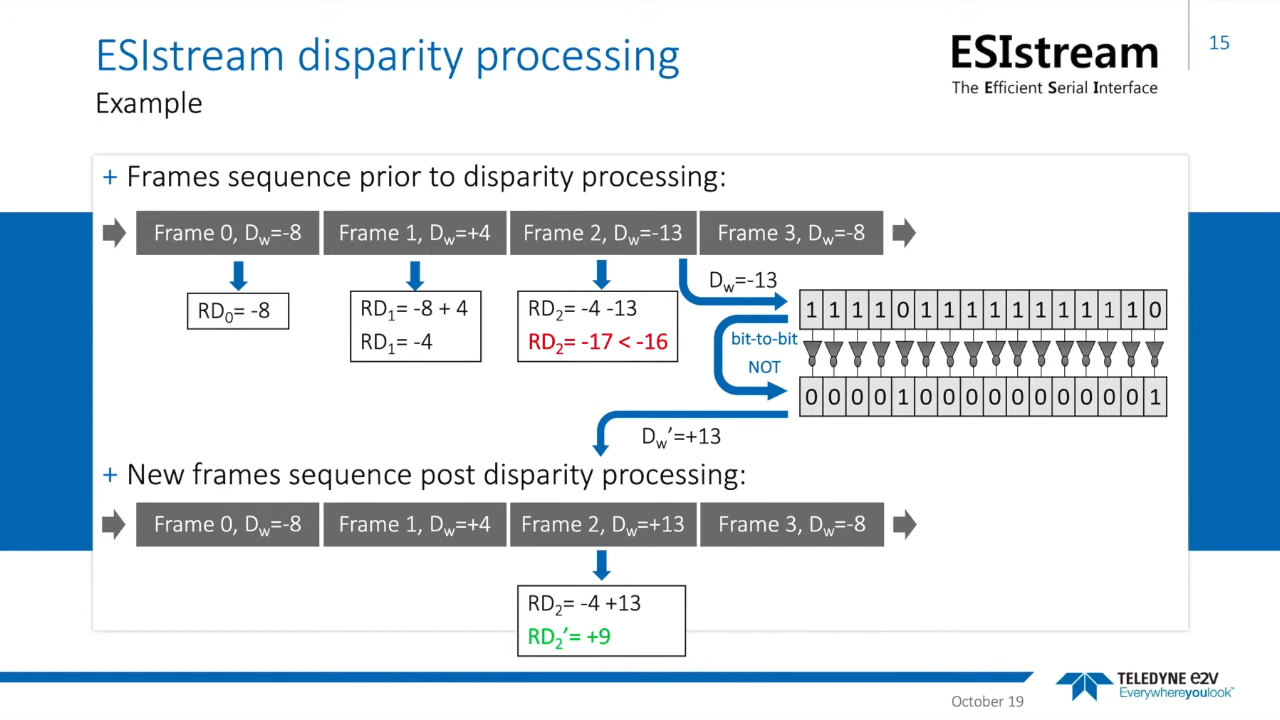 ESIstream disparity processing
Example
ESIstream
The Efficient Serial Interface
15
+ Frames sequence prior to disparity processing:
Frame 0, Dw=-8
Frame 1, Dw=+4
Frame 2, Dw=-13
Frame 3, Dw=-8
RD0= -8
RD1= -8 + 4
RD1= -4
RD2= -4 -13
RD2= -17 < -16
Dw=-13
1 1 1 1 0 1 1 1 1 1 1 1 1 1 1 0
bit-to-bit
NOT
0 0 0 0 1 0 0 0 0 0 0 0 0 0 0 1
Dw’=+13
+ New frames sequence post disparity processing:
Frame 0, Dw=-8
Frame 1, Dw=+4
Frame 2, Dw=+13
Frame 3, Dw=-8
RD2= -4 +13
RD2’= +9
October 19
TELEDYNE e2v
Everywhereyoulook™